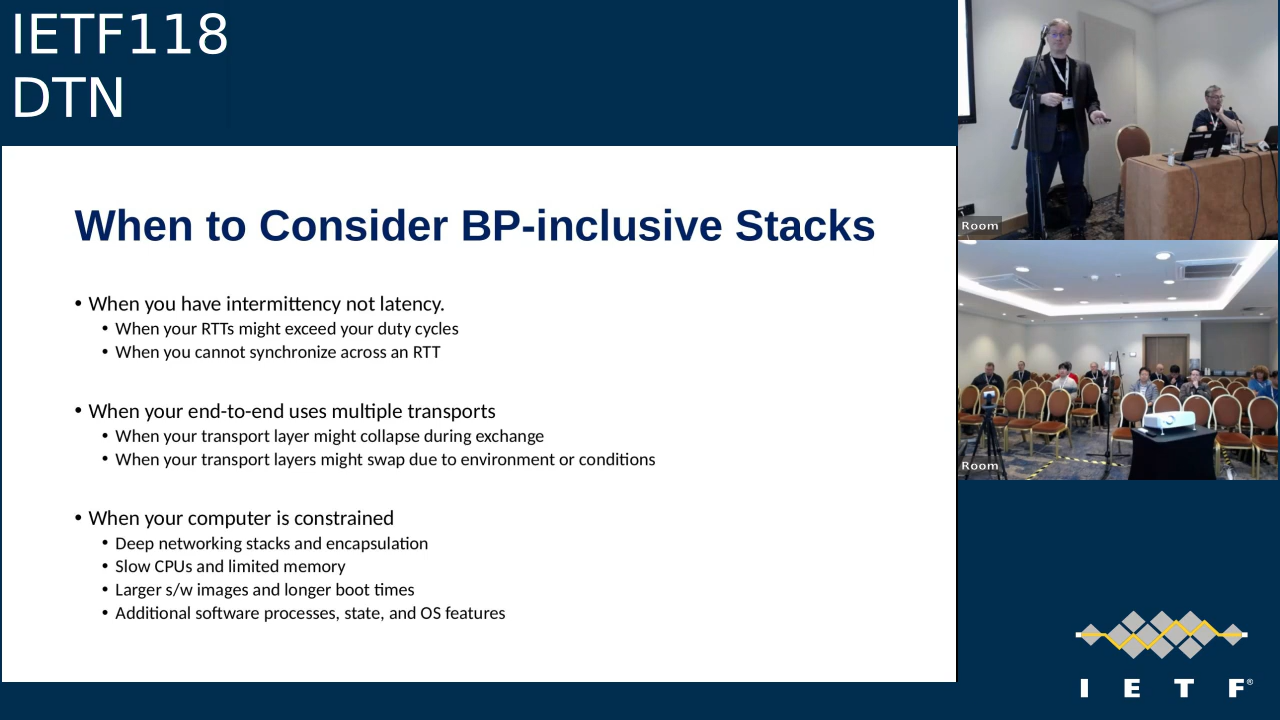 IETF118
DTN
When to Consider BP-inclusive Stacks
• When you have intermittency not latency.
• When your RTTs might exceed your duty cycles
• When you cannot synchronize across an RTT
• When your end-to-end uses multiple transports
• When your transport layer might collapse during exchange
• When your transport layers might swap due to environment or conditions
• When your computer is constrained
• Deep networking stacks and encapsulation
• Slow CPUs and limited memory
• Larger s/w images and longer boot times
• Additional software processes, state, and OS features
Room
Room
I E T F®